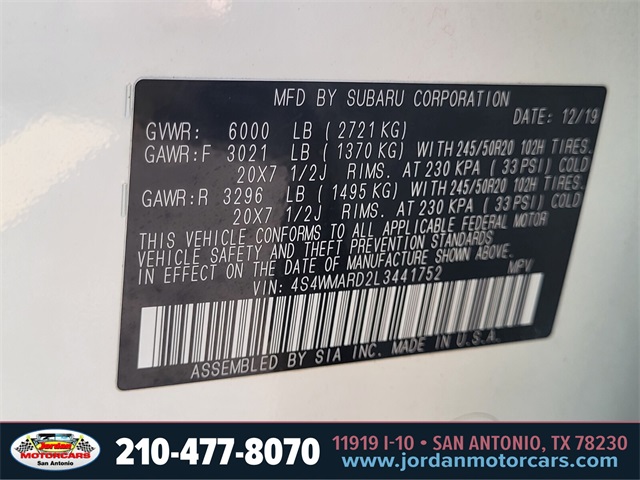 MFD BY SUBARU CORPORATION
DATE: 12/19
GVWR: 6000 LB (2721 KG)
GAWR:F 3021 LB (1370 KG) WITH 245/50R20 102H TIRES.
20X7 1/2J RIMS. AT 230 KPA (33 PSI) COLD
GAWR:R 3296 LB (1495 KG) WITH 245/50R20 102H TIRES.
20X7 1/2J RIMS. AT 230 KPA (33 PSI) COLD
THIS VEHICLE CONFORMS TO ALL APPLICABLE FEDERAL MOTOR
VEHICLE SAFETY AND THEFT PREVENTION STANDARDS
IN EFFECT ON THE DATE OF MANUFACTURE SHOWN ABOVE.
VIN: 4S4WMARD2L3441752 MPV
ASSEMBLED BY SIA INC. MADE IN U.S.A.
Jordan
MOTORCARS
San Antonio
210-477-8070
11919 I-10 • SAN ANTONIO, TX 78230
www.jordanmotorcars.com